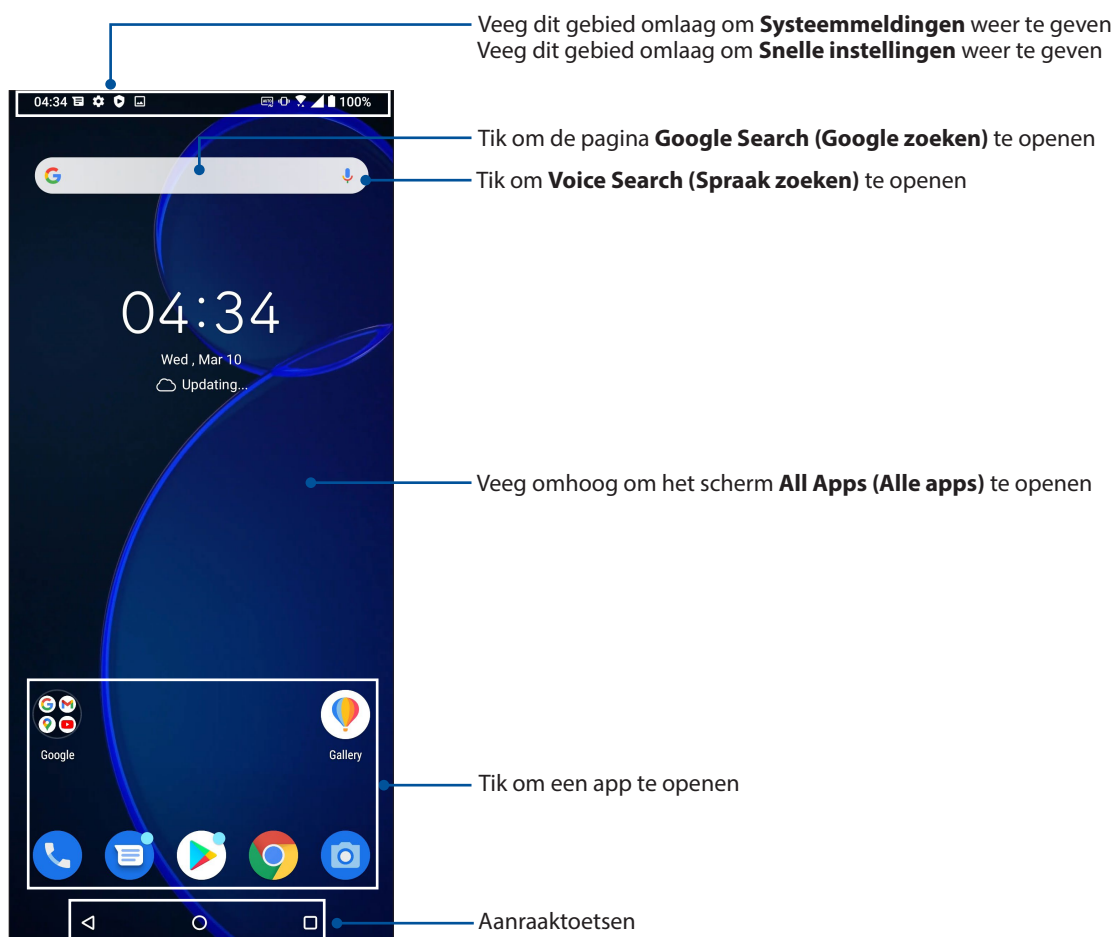 Veeg dit gebied omlaag om Systeemmeldingen weer te geven
Veeg dit gebied omlaag om Snelle instellingen weer te geven
04:34 100%
Tik om de pagina Google Search (Google zoeken) te openen
Tik om Voice Search (Spraak zoeken) te openen
04:34
Wed , Mar 10
Updating...
Veeg omhoog om het scherm All Apps (Alle apps) te openen
Google Gallery
Tik om een app te openen
Aanraaktoetsen